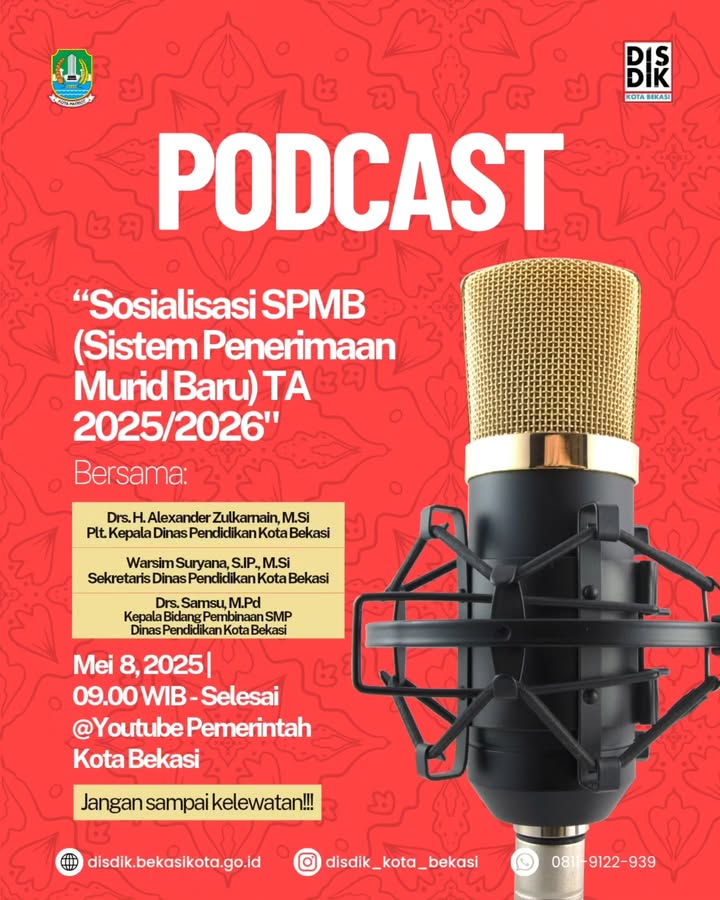 KOTA PATRIOT
DIS
DIK
KOTA BEKASI
PODCAST
“Sosialisasi SPMB
(Sistem Penerimaan
Murid Baru) TA
2025/2026"
Bersama:
Drs. H. Alexander Zulkarnain, M.Si
Plt. Kepala Dinas Pendidikan Kota Bekasi
Warsim Suryana, S.IP., M.Si
Sekretaris Dinas Pendidikan Kota Bekasi
Drs. Samsu, M.Pd
Kepala Bidang Pembinaan SMP
Dinas Pendidikan Kota Bekasi
Mei 8, 2025 |
09.00 WIB - Selesai
@Youtube Pemerintah
Kota Bekasi
Jangan sampai kelewatan!!!
disdik.bekasikota.go.id
disdik_kota_bekasi
0811-9122-939